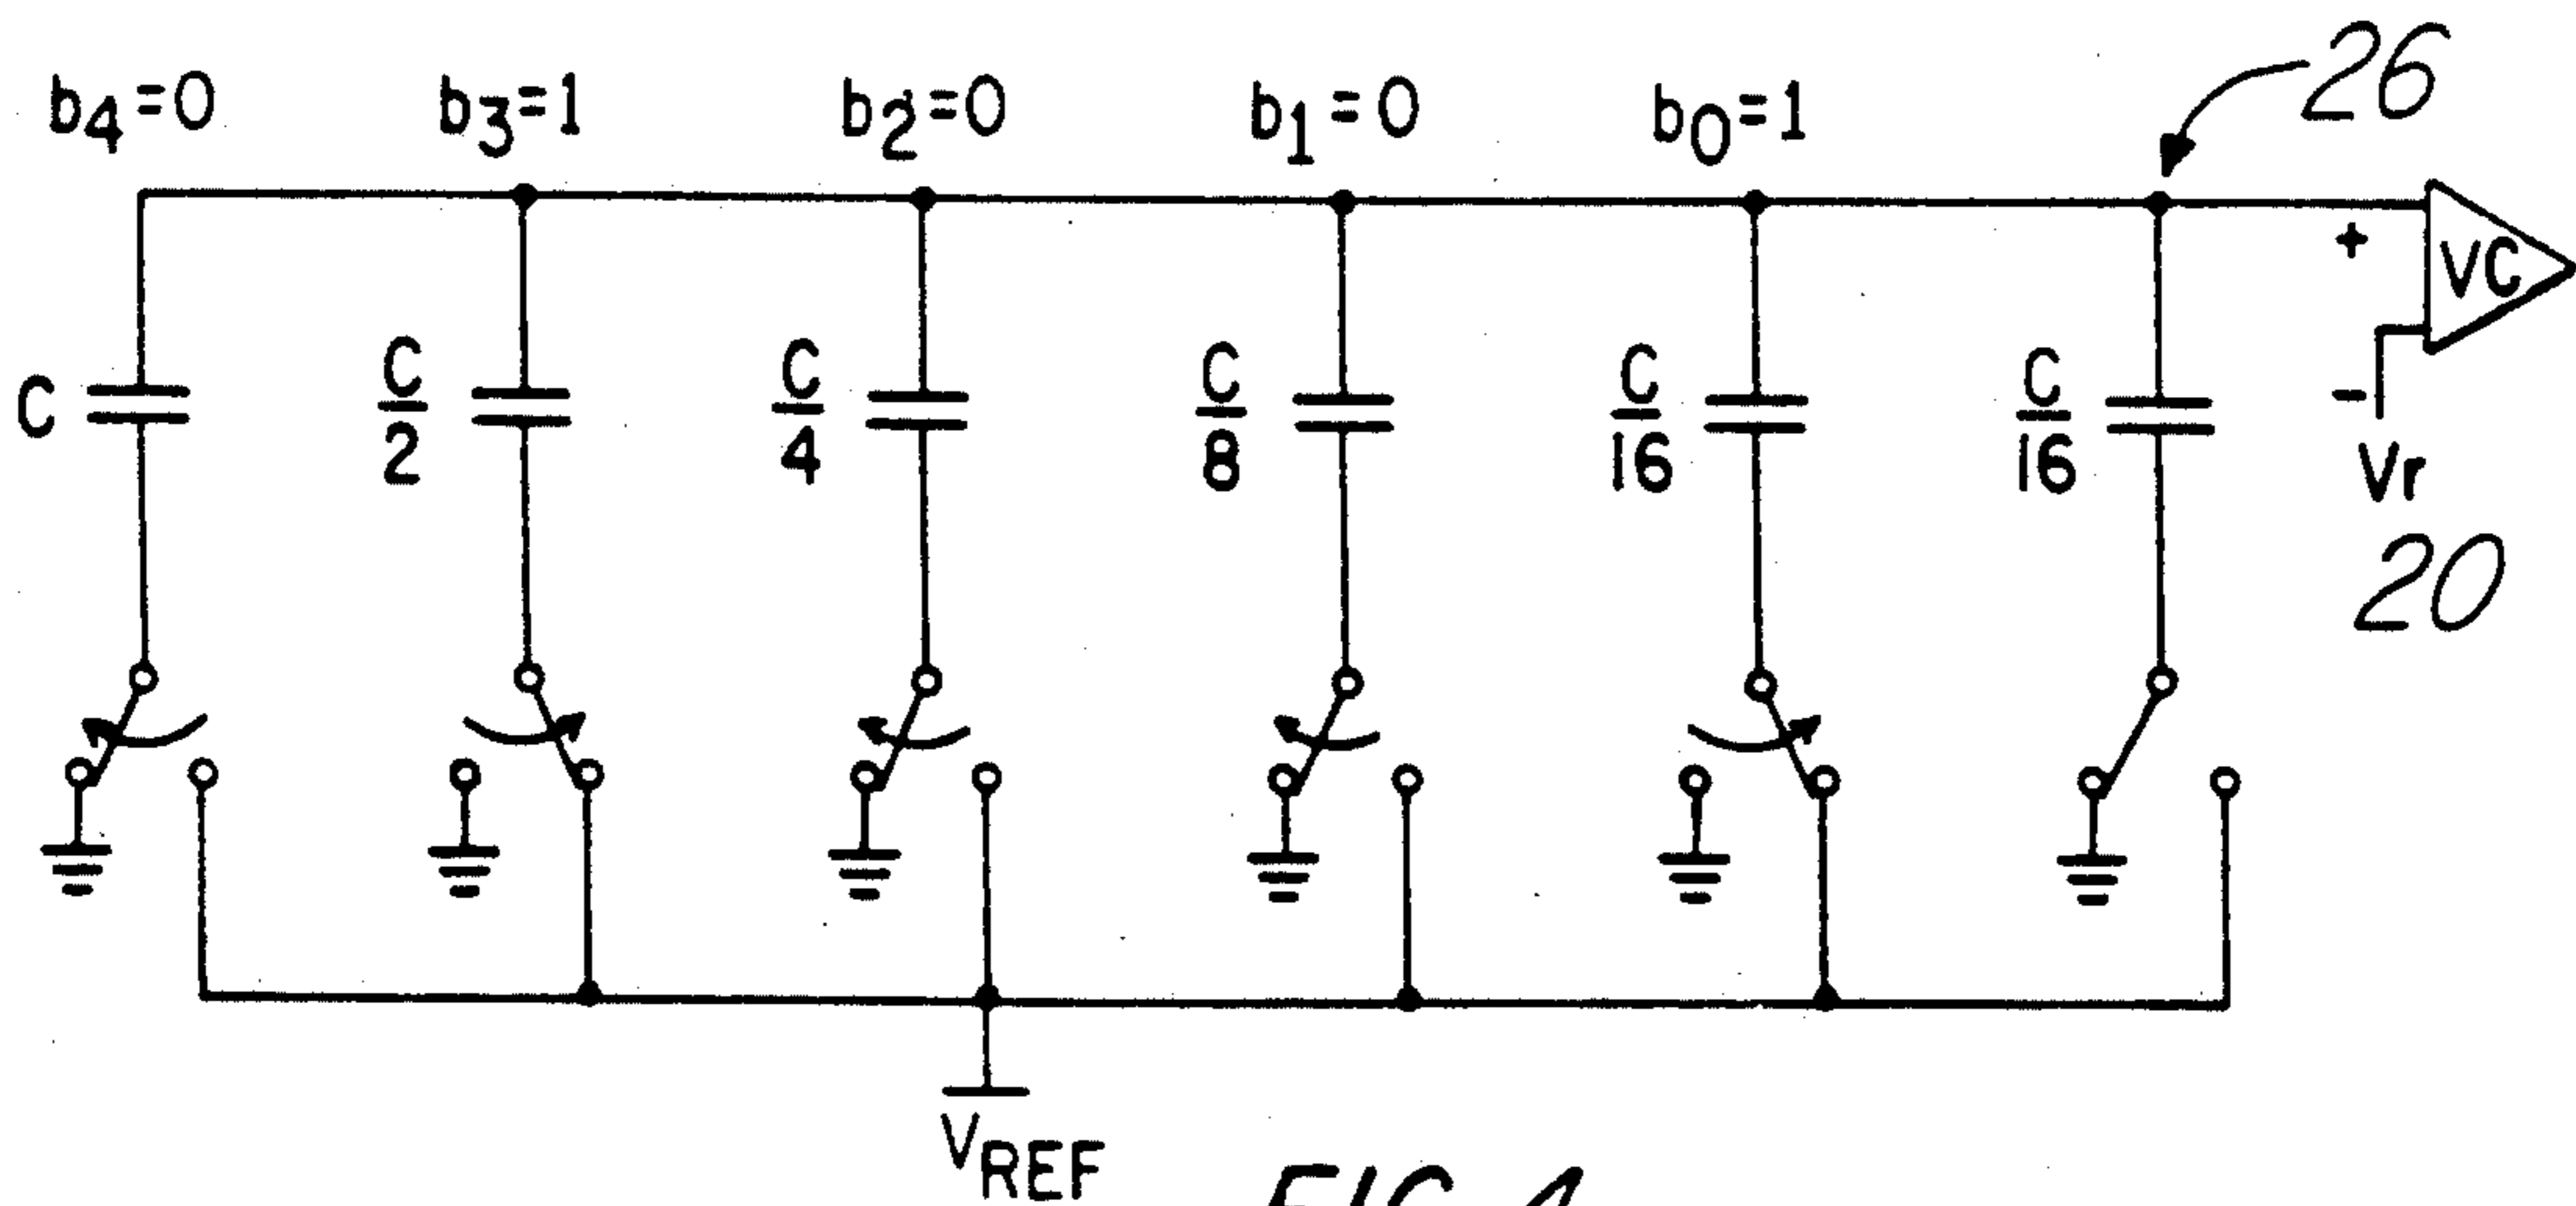 b4=0 b3=1 b2=0 b1=0 b0=1 26
C C/2 C/4 C/8 C/16 C/16 + VC
- Vr
20
VREF